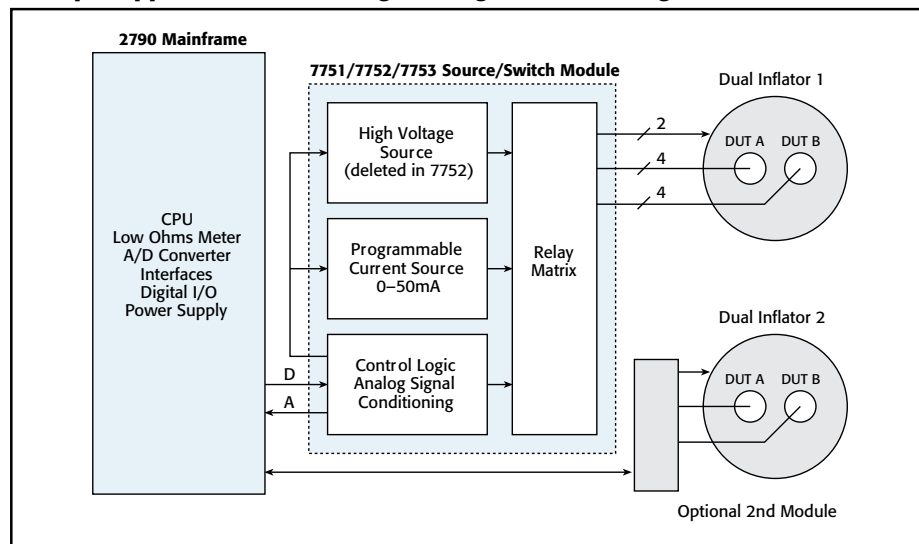 2790 Mainframe
7751/7752/7753 Source/Switch Module
CPU
Low Ohms Meter
A/D Converter
Interfaces
Digital I/O
Power Supply
High Voltage
Source
(deleted in 7752)
Programmable
Current Source
0–50mA
Control Logic
Analog Signal
Conditioning
Relay
Matrix
D
A
2
4
4
Dual Inflator 1
DUT A
DUT B
Dual Inflator 2
DUT A
DUT B
Optional 2nd Module